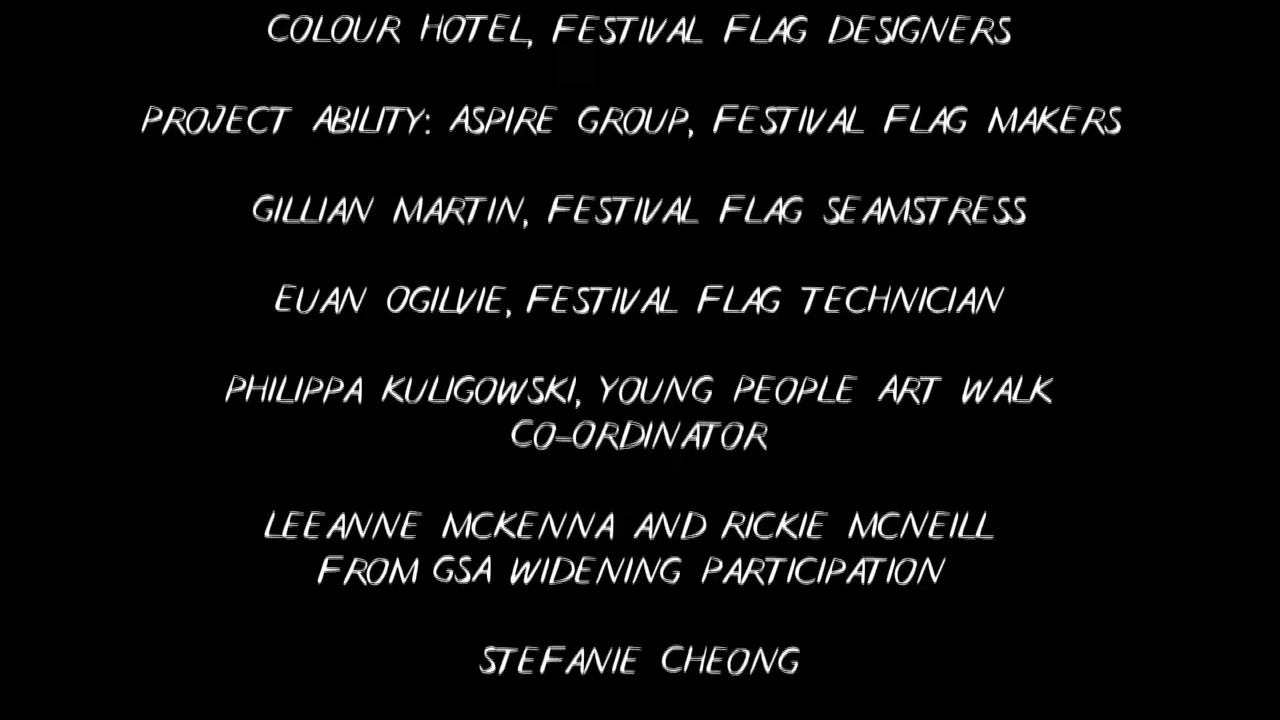 COLOUR HOTEL, FESTIVAL FLAG DESIGNERS
PROJECT ABILITY: ASPIRE GROUP, FESTIVAL FLAG MAKERS
GILLIAN MARTIN, FESTIVAL FLAG SEAMSTRESS
EUAN OGILVIE, FESTIVAL FLAG TECHNICIAN
PHILIPPA KULIGOWSKI, YOUNG PEOPLE ART WALK
CO-ORDINATOR
LEEANNE MCKENNA AND RICKIE MCNEILL
FROM GSA WIDENING PARTICIPATION
STEFANIE CHEONG